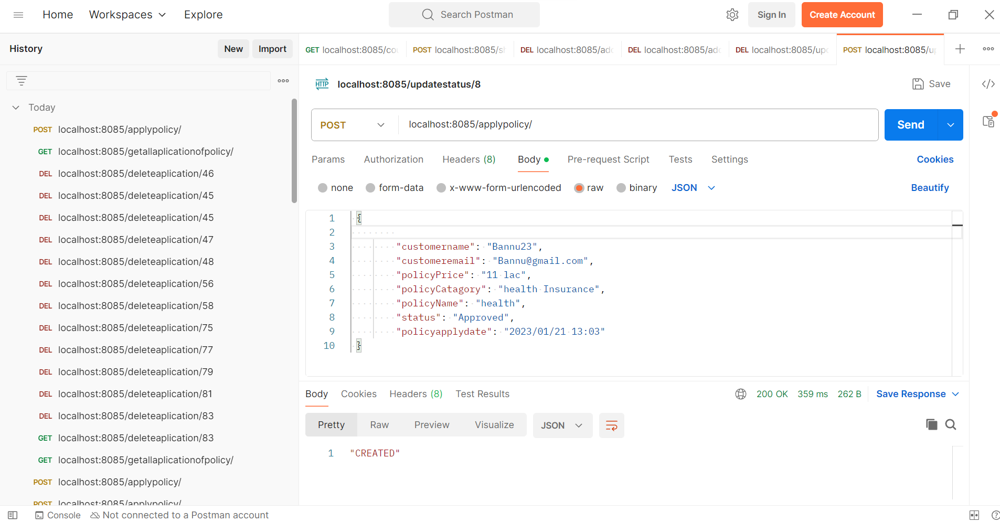 Home Workspaces Explore Search Postman Sign In Create Account
History New Import
GET localhost:8085/cou POST localhost:8085/sh DEL localhost:8085/add DEL localhost:8085/add DEL localhost:8085/upd POST localhost:8085/up
HTTP localhost:8085/updatestatus/8 Save
Today
POST localhost:8085/applypolicy/
GET localhost:8085/getallaplicationofpolicy/
DEL localhost:8085/deleteaplication/46
DEL localhost:8085/deleteaplication/45
DEL localhost:8085/deleteaplication/45
DEL localhost:8085/deleteaplication/47
DEL localhost:8085/deleteaplication/48
DEL localhost:8085/deleteaplication/56
DEL localhost:8085/deleteaplication/58
DEL localhost:8085/deleteaplication/75
DEL localhost:8085/deleteaplication/77
DEL localhost:8085/deleteaplication/79
DEL localhost:8085/deleteaplication/81
DEL localhost:8085/deleteaplication/83
GET localhost:8085/deleteaplication/83
GET localhost:8085/getallaplicationofpolicy/
POST localhost:8085/applypolicy/
POST localhost:8085/applypolicy/
POST localhost:8085/applypolicy/ Send
Params Authorization Headers (8) Body Pre-request Script Tests Settings Cookies
none form-data x-www-form-urlencoded raw binary JSON Beautify
1 {
2
3 "customername": "Bannu23",
4 "customeremail": "Bannu@gmail.com",
5 "policyPrice": "11 lac",
6 "policyCatagory": "health Insurance",
7 "policyName": "health",
8 "status": "Approved",
9 "policyapplydate": "2023/01/21 13:03"
10 }
Body Cookies Headers (8) Test Results 200 OK 359 ms 262 B Save Response
Pretty Raw Preview Visualize JSON
1 "CREATED"
Console Not connected to a Postman account